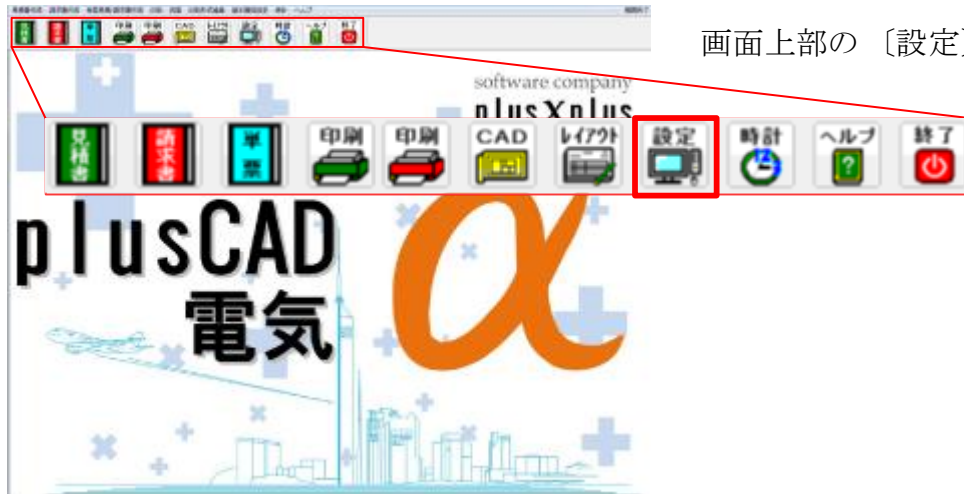 画面上部の 〔設定〕
software company
plusXplus
見積書 請求書 単票 印刷 印刷 CAD ﾚｲｱｳﾄ 設定 時計 ヘルプ 終了
plusCAD
電気
α